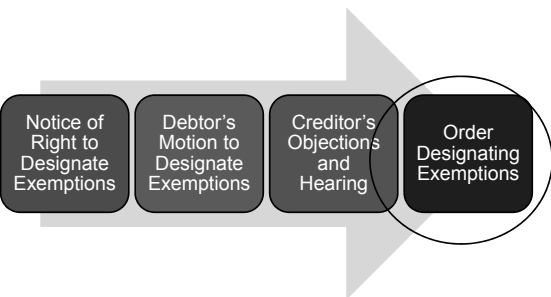 Notice of
Right to
Designate
Exemptions
Debtor's
Motion to
Designate
Exemptions
Creditor's
Objections
and
Hearing
Order
Designating
Exemptions